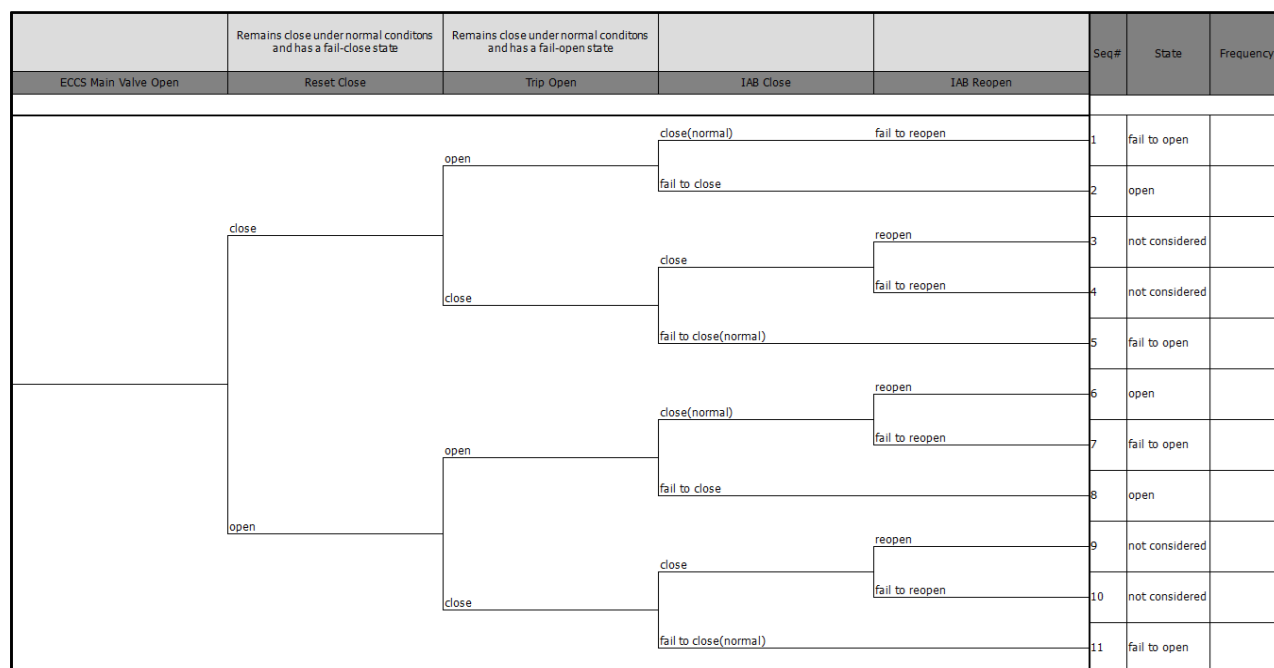 Remains close under normal conditons
and has a fail-close state
Remains close under normal conditons
and has a fail-open state
Seq#
State
Frequency
ECCS Main Valve Open
Reset Close
Trip Open
IAB Close
IAB Reopen
close(normal)
fail to reopen
1
fail to open
open
fail to close
2
open
close
reopen
3
not considered
close
fail to reopen
4
not considered
close
fail to close(normal)
5
fail to open
reopen
6
open
close(normal)
fail to reopen
7
fail to open
open
fail to close
8
open
open
reopen
9
not considered
close
fail to reopen
10
not considered
close
fail to close(normal)
11
fail to open